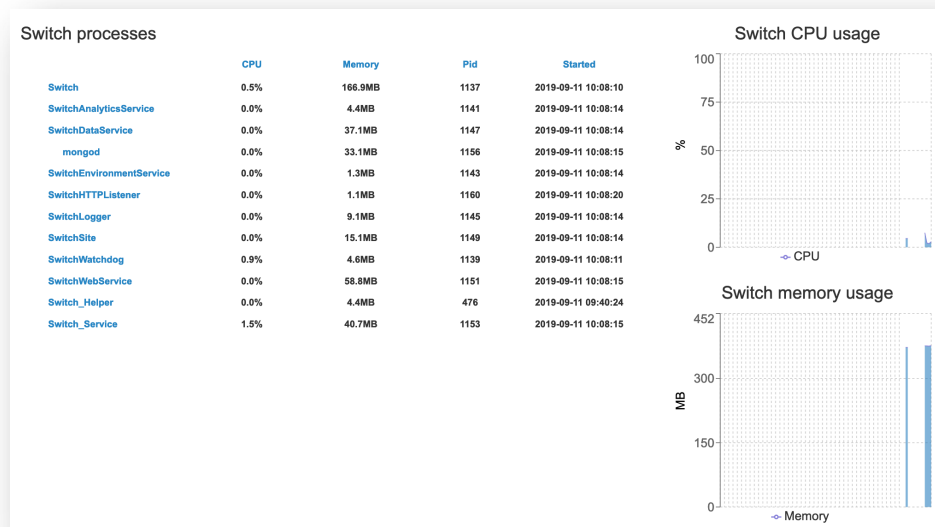 Switch processes
CPU Memory Pid Started
Switch 0.5% 166.9MB 1137 2019-09-11 10:08:10
SwitchAnalyticsService 0.0% 4.4MB 1141 2019-09-11 10:08:14
SwitchDataService 0.0% 37.1MB 1147 2019-09-11 10:08:14
mongod 0.0% 33.1MB 1156 2019-09-11 10:08:15
SwitchEnvironmentService 0.0% 1.3MB 1143 2019-09-11 10:08:14
SwitchHTTPListener 0.0% 1.1MB 1160 2019-09-11 10:08:20
SwitchLogger 0.0% 9.1MB 1145 2019-09-11 10:08:14
SwitchSite 0.0% 15.1MB 1149 2019-09-11 10:08:14
SwitchWatchdog 0.9% 4.6MB 1139 2019-09-11 10:08:11
SwitchWebService 0.0% 58.8MB 1151 2019-09-11 10:08:15
Switch_Helper 0.0% 4.4MB 476 2019-09-11 09:40:24
Switch_Service 1.5% 40.7MB 1153 2019-09-11 10:08:15
Switch CPU usage
100
75
%
50
25
0
CPU
Switch memory usage
452
300
MB
150
0
Memory